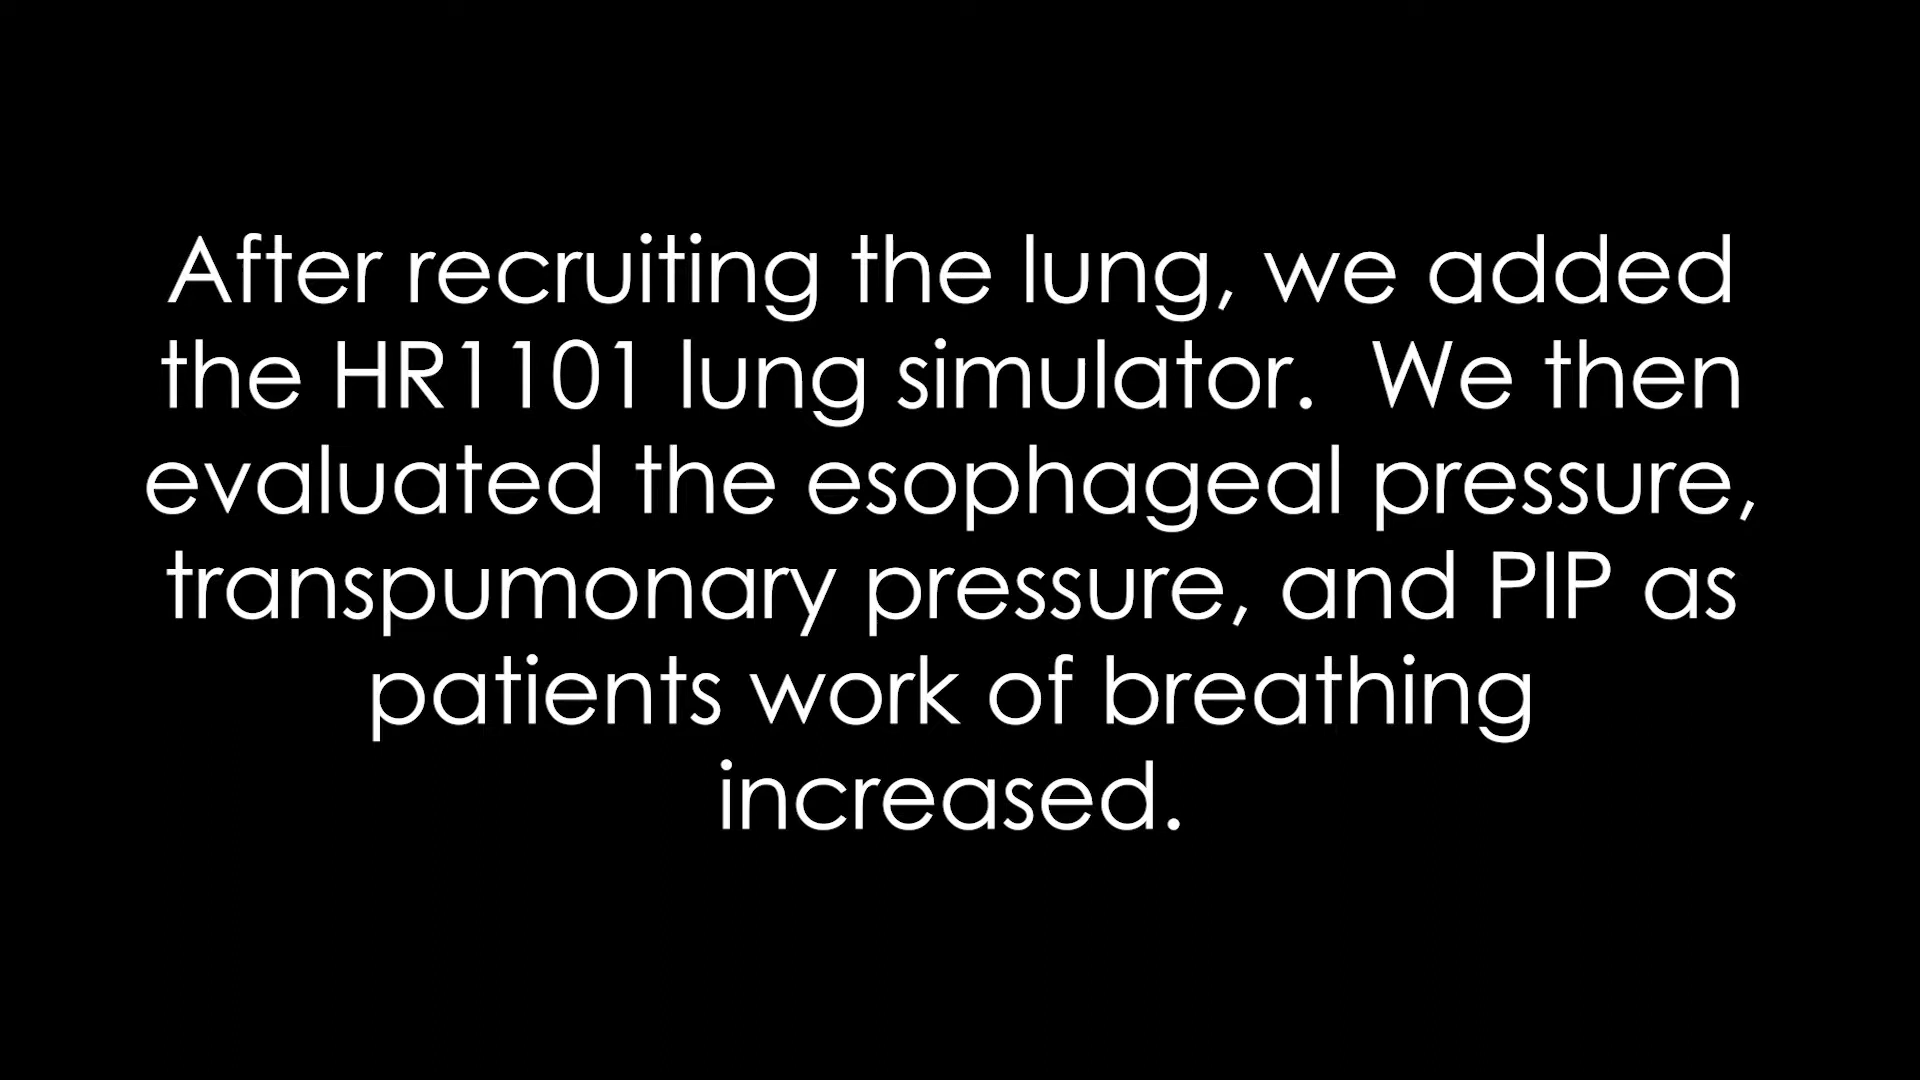 After recruiting the lung, we added
the HR1101 lung simulator.  We then
evaluated the esophageal pressure,
transpumonary pressure, and PIP as
patients work of breathing
increased.